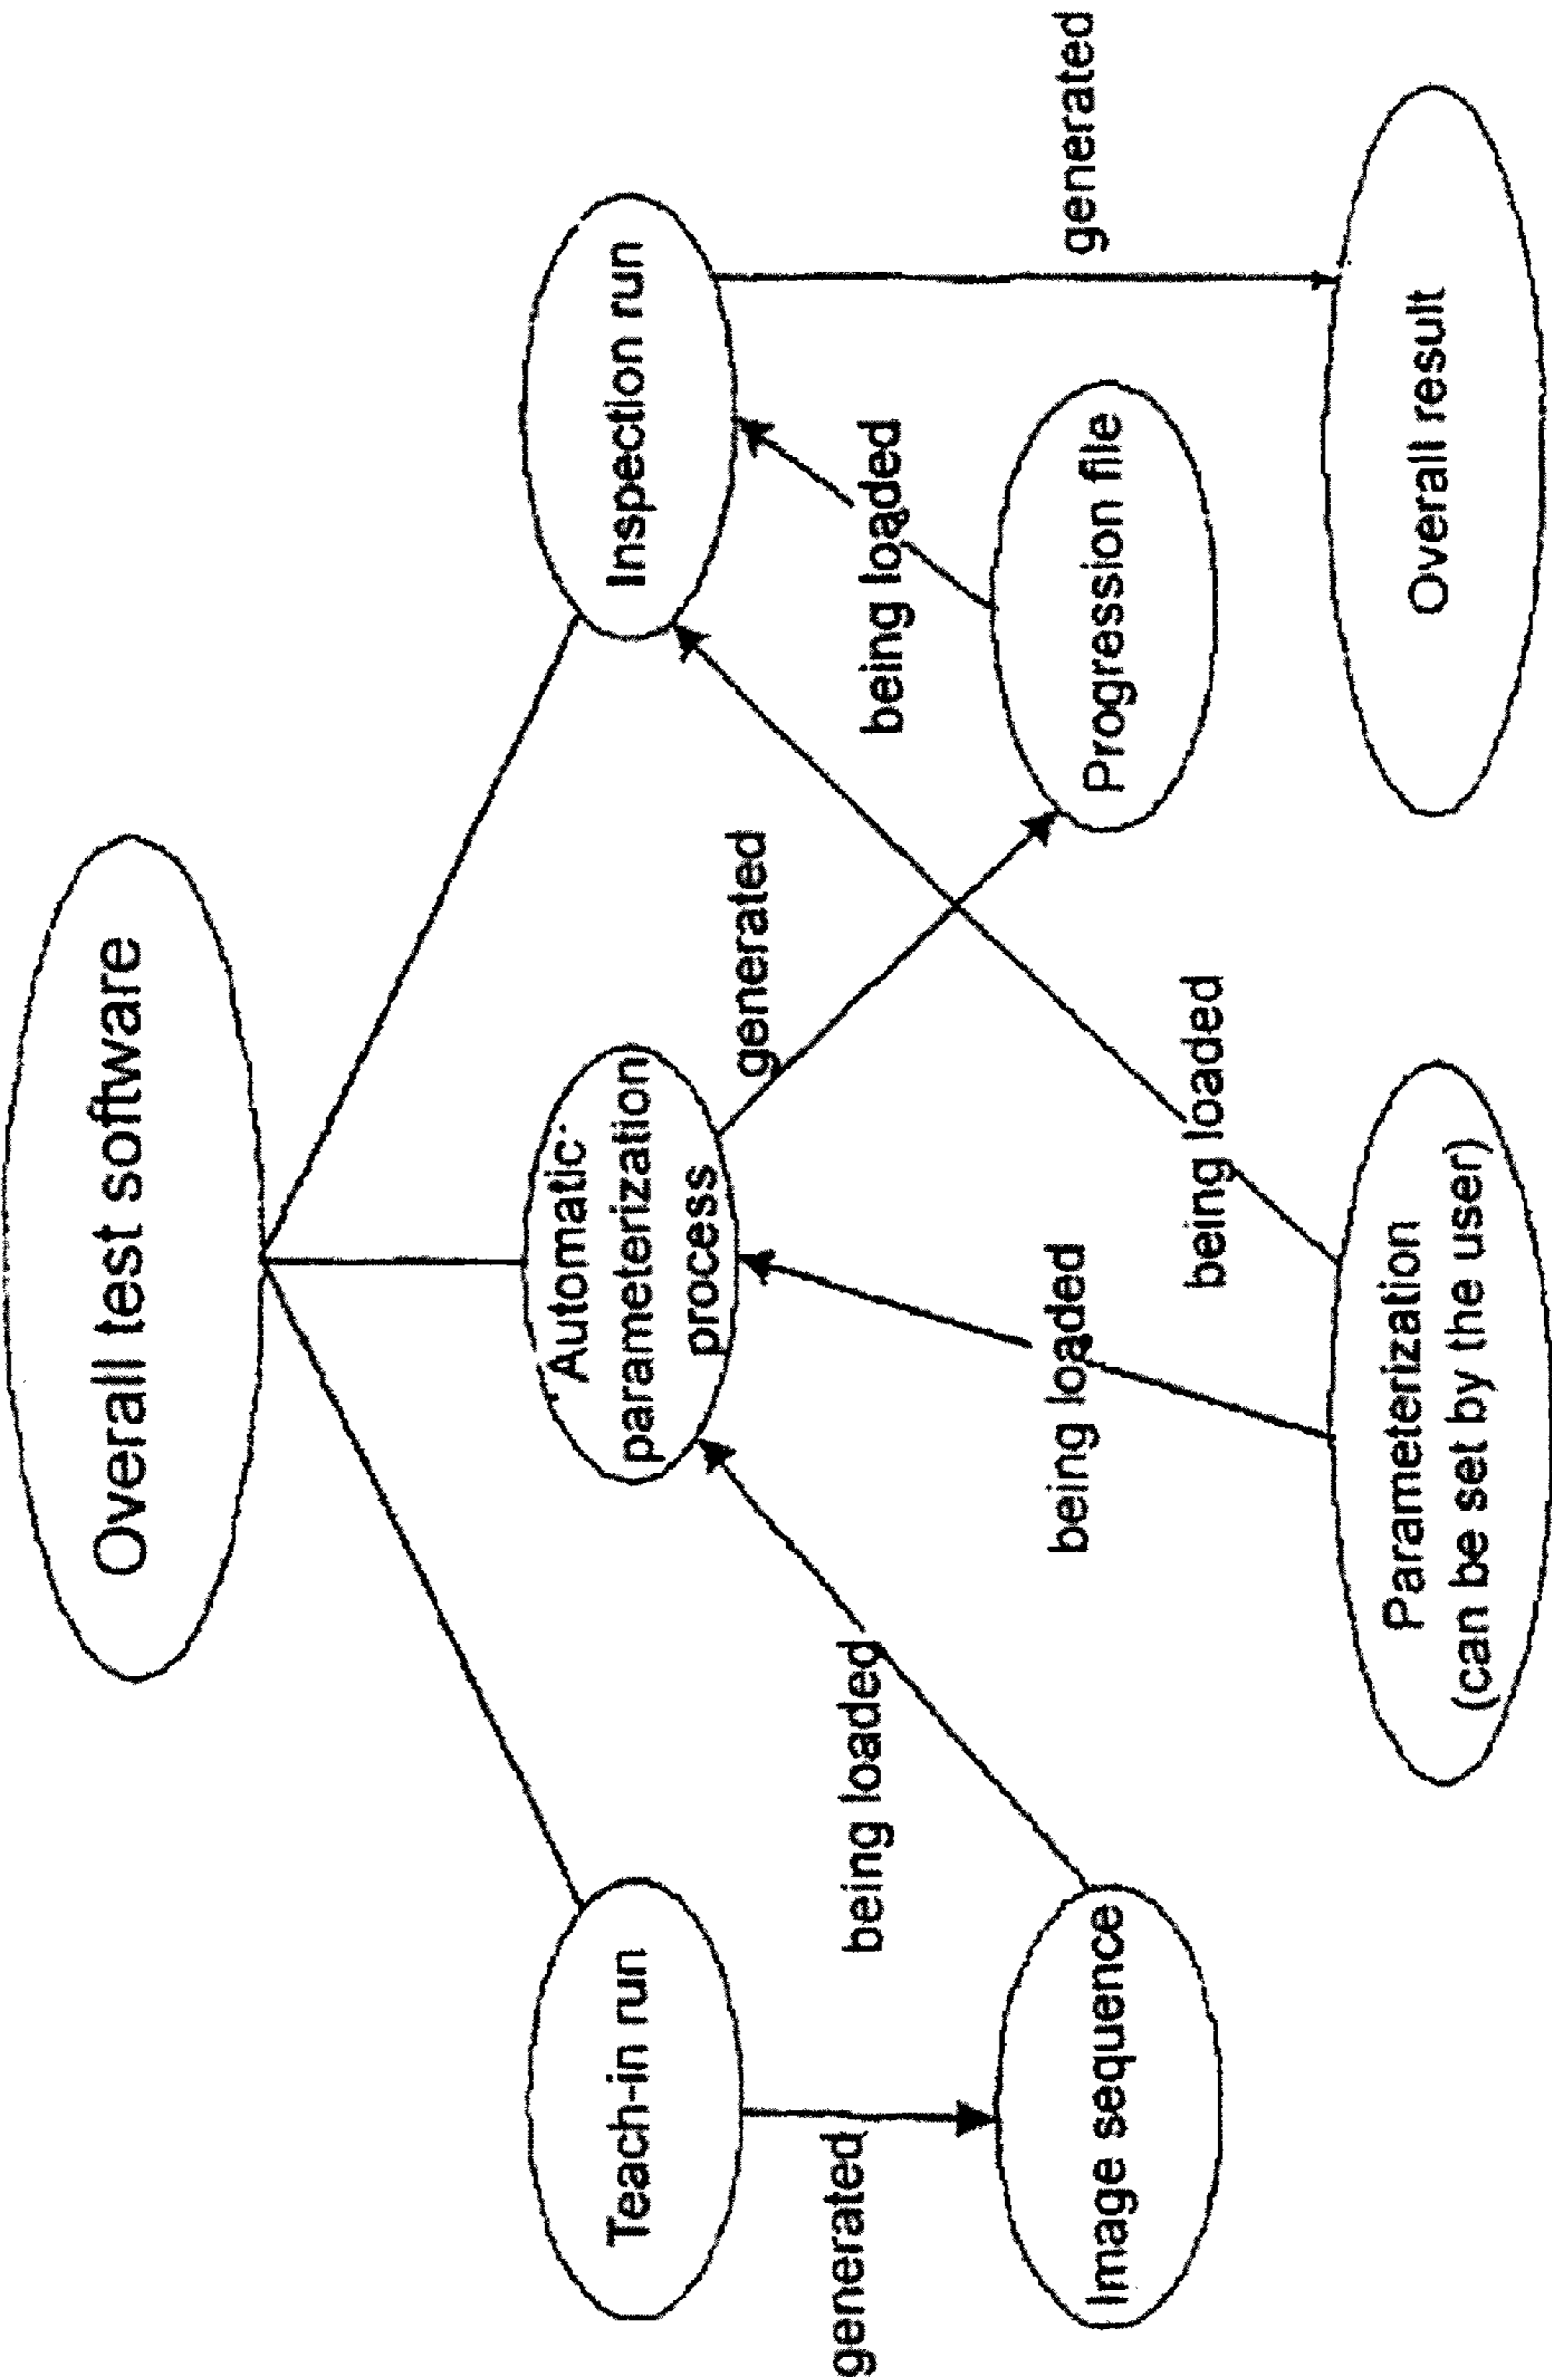 Overall test software
Teach-in run
Automatic
parameterization
process
Inspection run
generated
being loaded
generated
being loaded
Image sequence
being loaded
being loaded
Progression file
generated
Parameterization
(can be set by the user)
Overall result